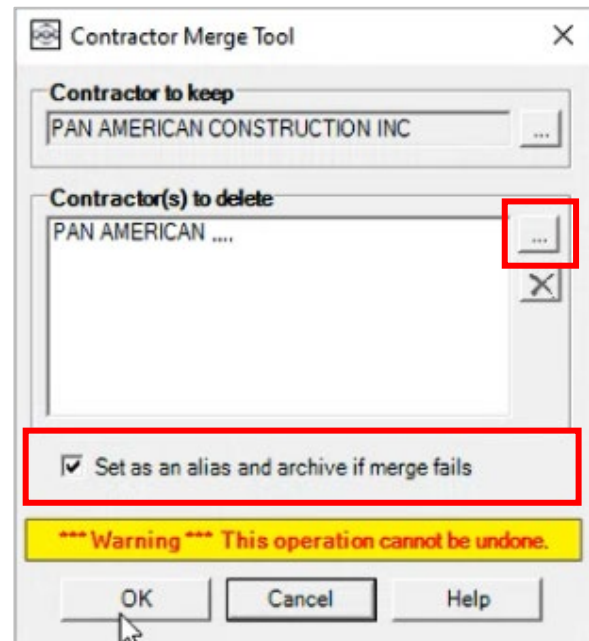 Contractor Merge Tool
Contractor to keep
PAN AMERICAN CONSTRUCTION INC
...
Contractor(s) to delete
PAN AMERICAN ....
...
Set as an alias and archive if merge fails
*** Warning *** This operation cannot be undone.
OK Cancel Help